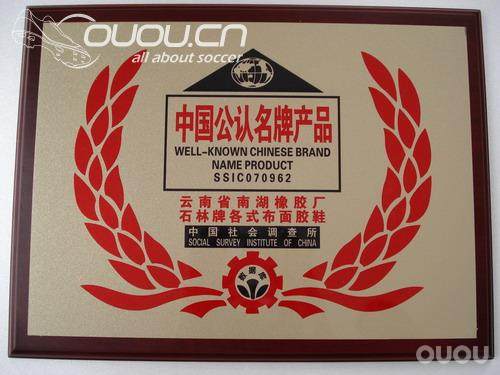 OUOU.CN
all about soccer
中国公认名牌产品
WELL-KNOWN CHINESE BRAND
NAME PRODUCT
SSIC070962
云南省南湖橡胶厂
石林牌各式布面胶鞋
中国社会调查所
SOCIAL SURVEY INSTITUTE OF CHINA
OUOU